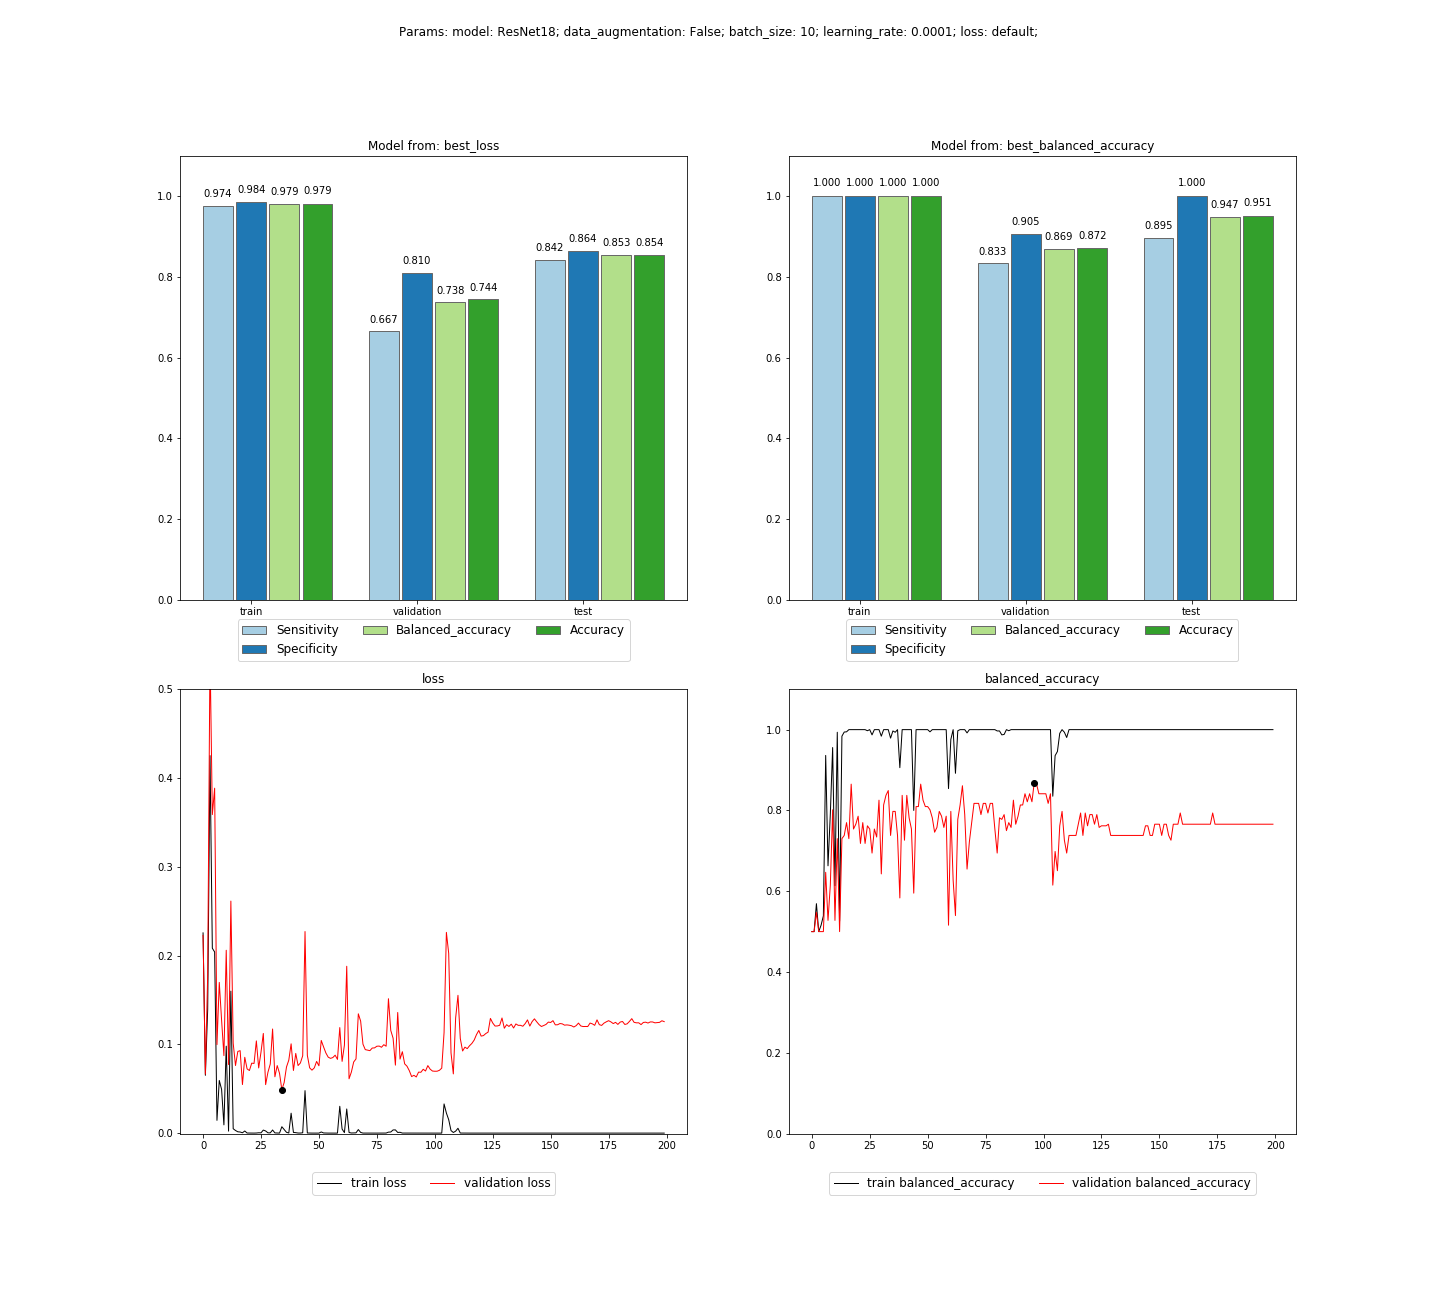 Params: model: ResNet18; data_augmentation: False; batch_size: 10; learning_rate: 0.0001; loss: default;
Model from: best_loss
1.0
0.8
0.6
0.4
0.2
0.0
0.974 0.984 0.979 0.979
0.667 0.810 0.738 0.744
0.842 0.864 0.853 0.854
train validation test
Sensitivity Balanced_accuracy Accuracy
Specificity
Model from: best_balanced_accuracy
1.0
0.8
0.6
0.4
0.2
0.0
1.000 1.000 1.000 1.000
0.833 0.905 0.869 0.872
0.895 1.000 0.947 0.951
train validation test
Sensitivity Balanced_accuracy Accuracy
Specificity
loss
0.5
0.4
0.3
0.2
0.1
0.0
0 25 50 75 100 125 150 175 200
train loss validation loss
balanced_accuracy
1.0
0.8
0.6
0.4
0.2
0.0
0 25 50 75 100 125 150 175 200
train balanced_accuracy validation balanced_accuracy